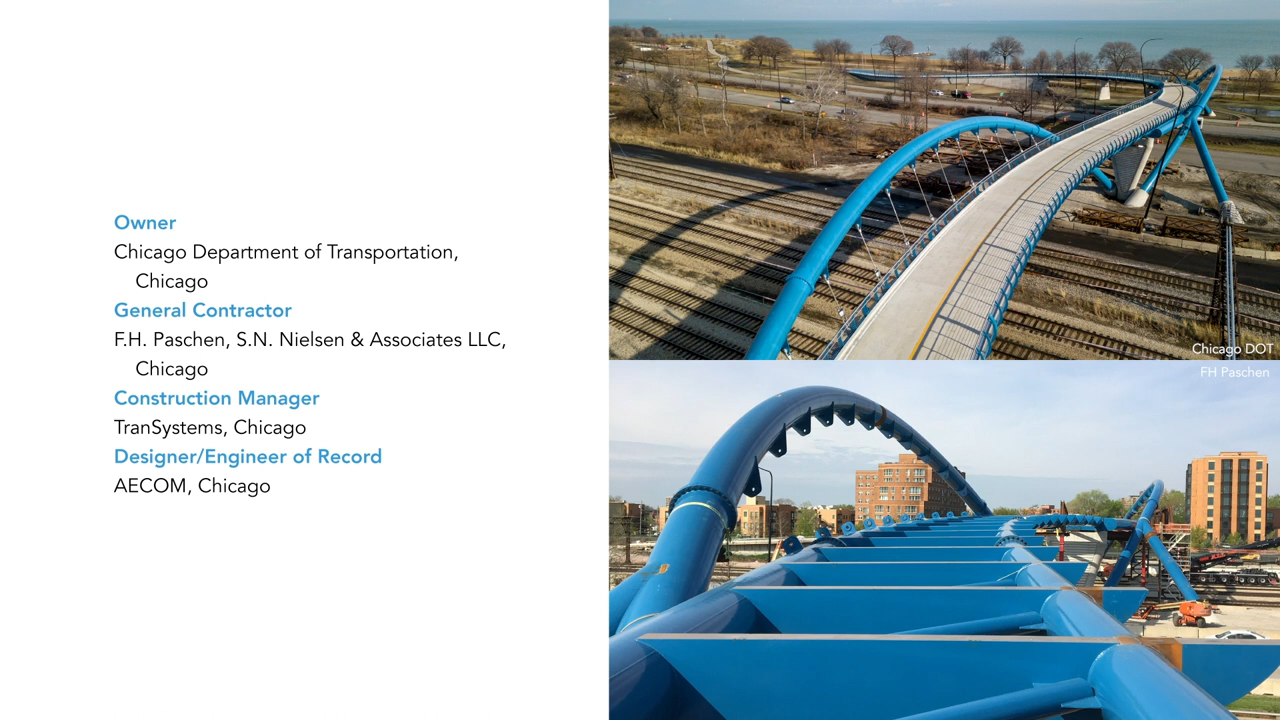 Owner
Chicago Department of Transportation,
Chicago
General Contractor
F.H. Paschen, S.N. Nielsen & Associates LLC,
Chicago
Construction Manager
TranSystems, Chicago
Designer/Engineer of Record
AECOM, Chicago
Chicago DOT
FH Paschen